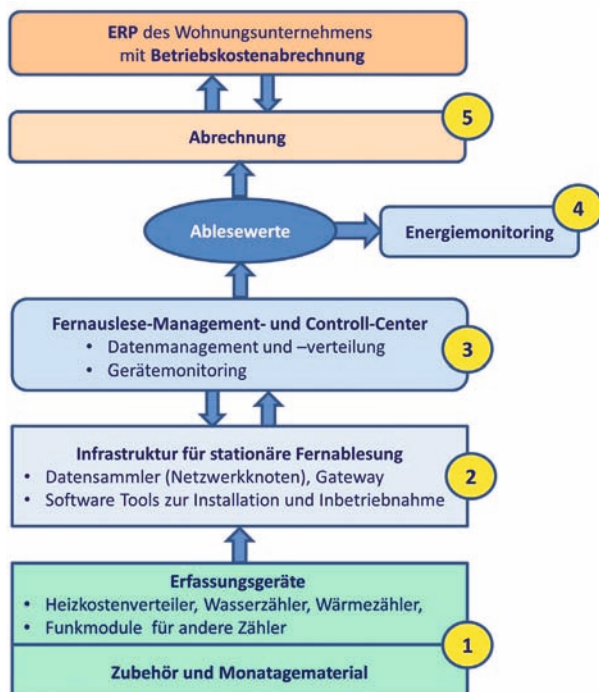 ERP des Wohnungsunternehmens
mit Betriebskostenabrechnung
5
Abrechnung
4
Ablesewerte
Energiemonitoring
Fernauslese-Management- und Controll-Center
• Datenmanagement und –verteilung
• Gerätemonitoring
3
Infrastruktur für stationäre Fernablesung
• Datensammler (Netzwerkknoten), Gateway
• Software Tools zur Installation und Inbetriebnahme
2
Erfassungsgeräte
• Heizkostenverteiler, Wasserzähler, Wärmezähler,
• Funkmodule für andere Zähler
1
Zubehör und Monatagematerial